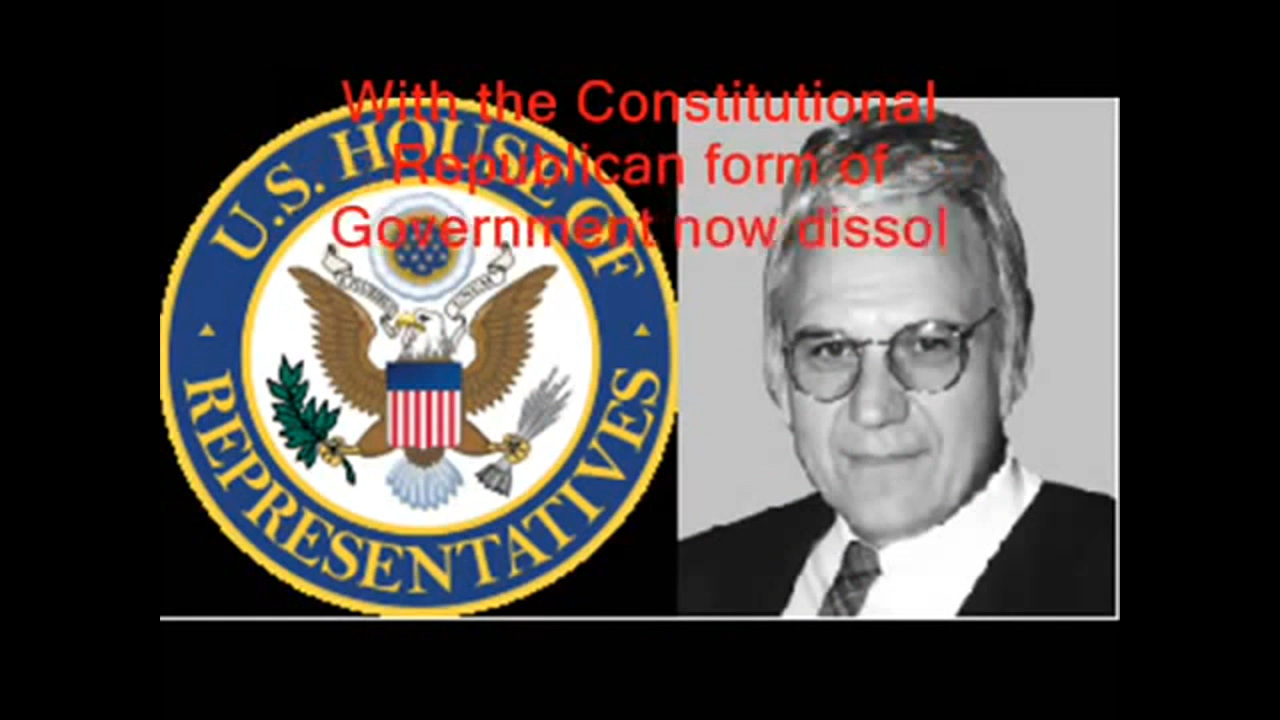 With the Constitutional
Republican form of
Government now dissol
U.S. HOUSE OF
REPRESENTATIVES